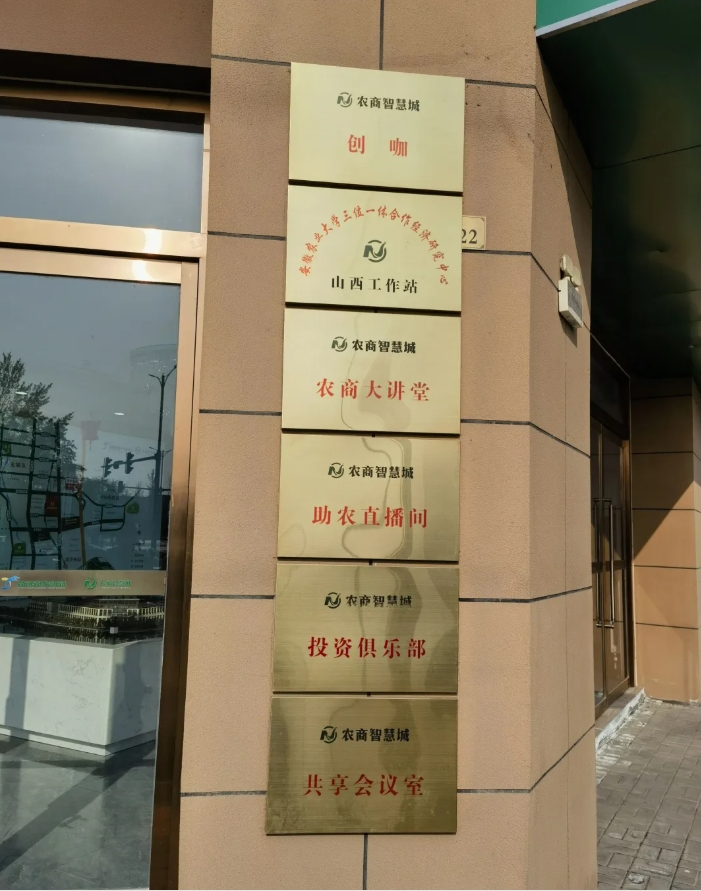 农商智慧城
创 咖
安徽农业大学三位一体合作经济研究中心
22
山西工作站
农商智慧城
农商大讲堂
农商智慧城
助农直播间
农商智慧城
投资俱乐部
农商智慧城
共享会议室